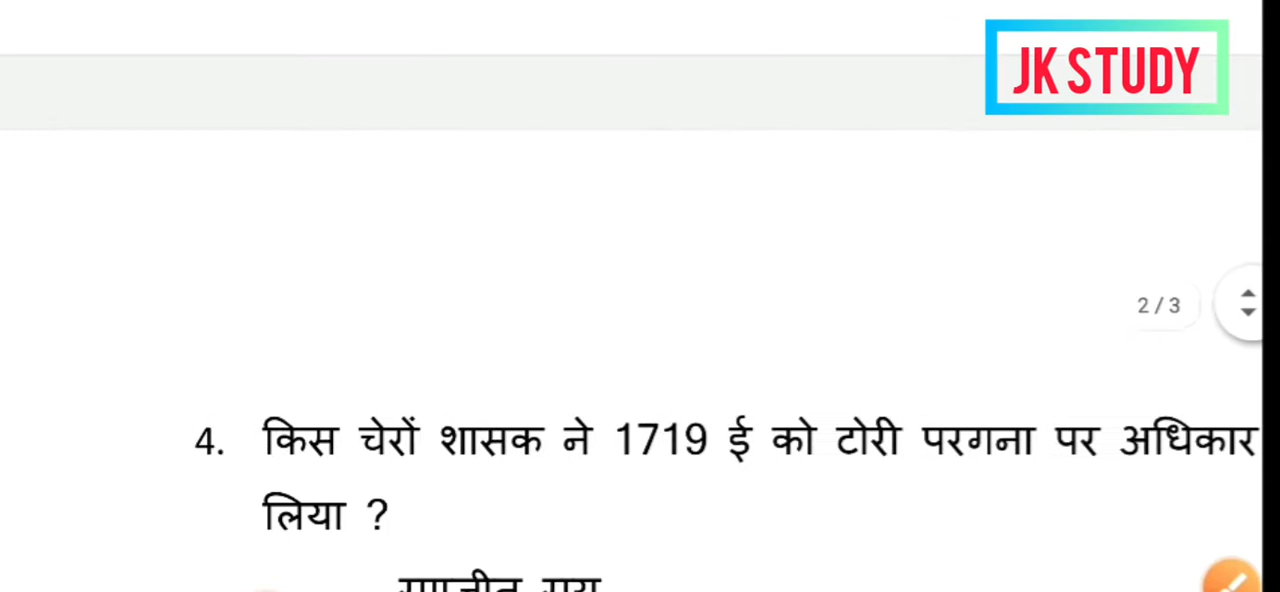 JK STUDY
2 / 3
4. किस चेरों शासक ने 1719 ई को टोरी परगना पर अधिकार
लिया ?